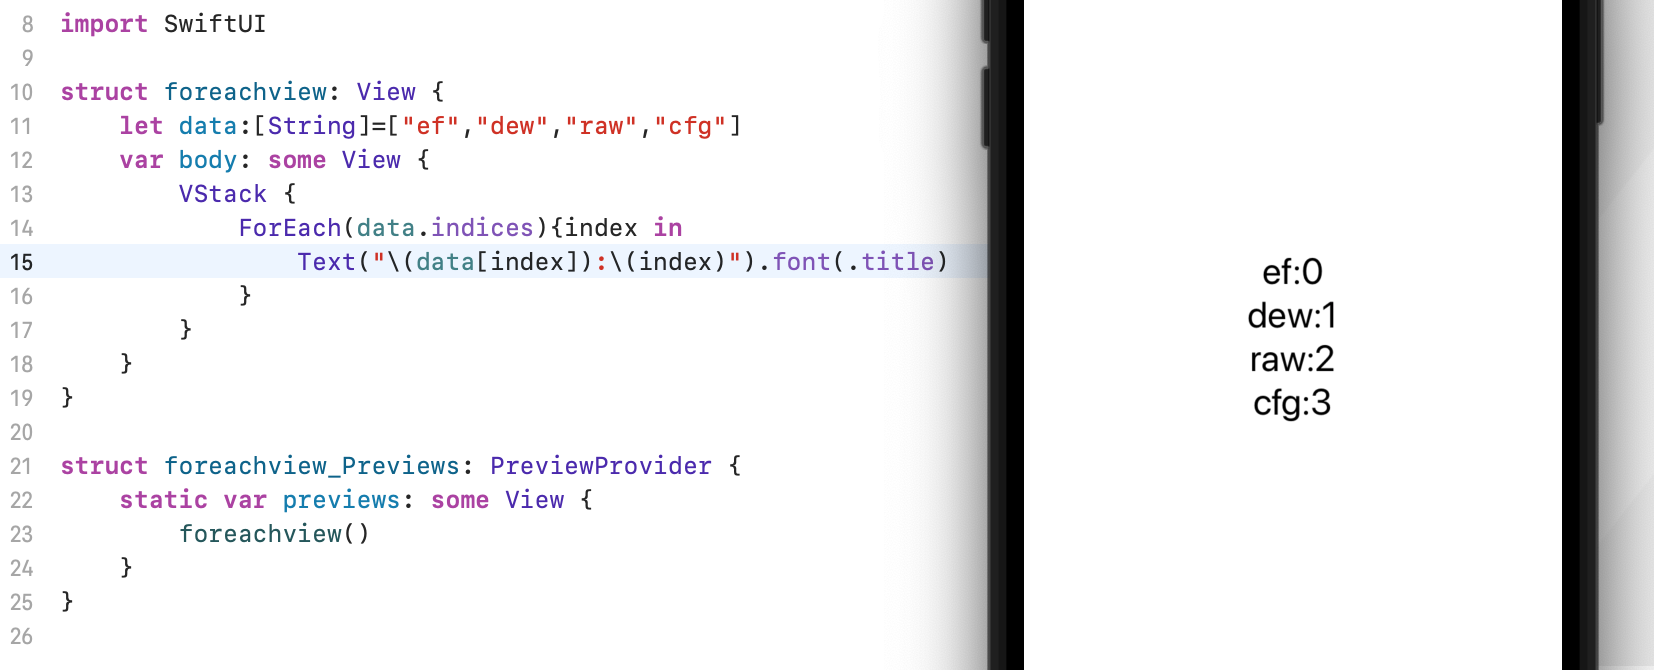 8 import SwiftUI
9
10 struct foreachview: View {
11 let data:[String]=["ef","dew","raw","cfg"]
12 var body: some View {
13 VStack {
14 ForEach(data.indices){index in
15 Text("\(data[index]):\(index)").font(.title)
16 }
17 }
18 }
19 }
20
21 struct foreachview_Previews: PreviewProvider {
22 static var previews: some View {
23 foreachview()
24 }
25 }
26
ef:0
dew:1
raw:2
cfg:3